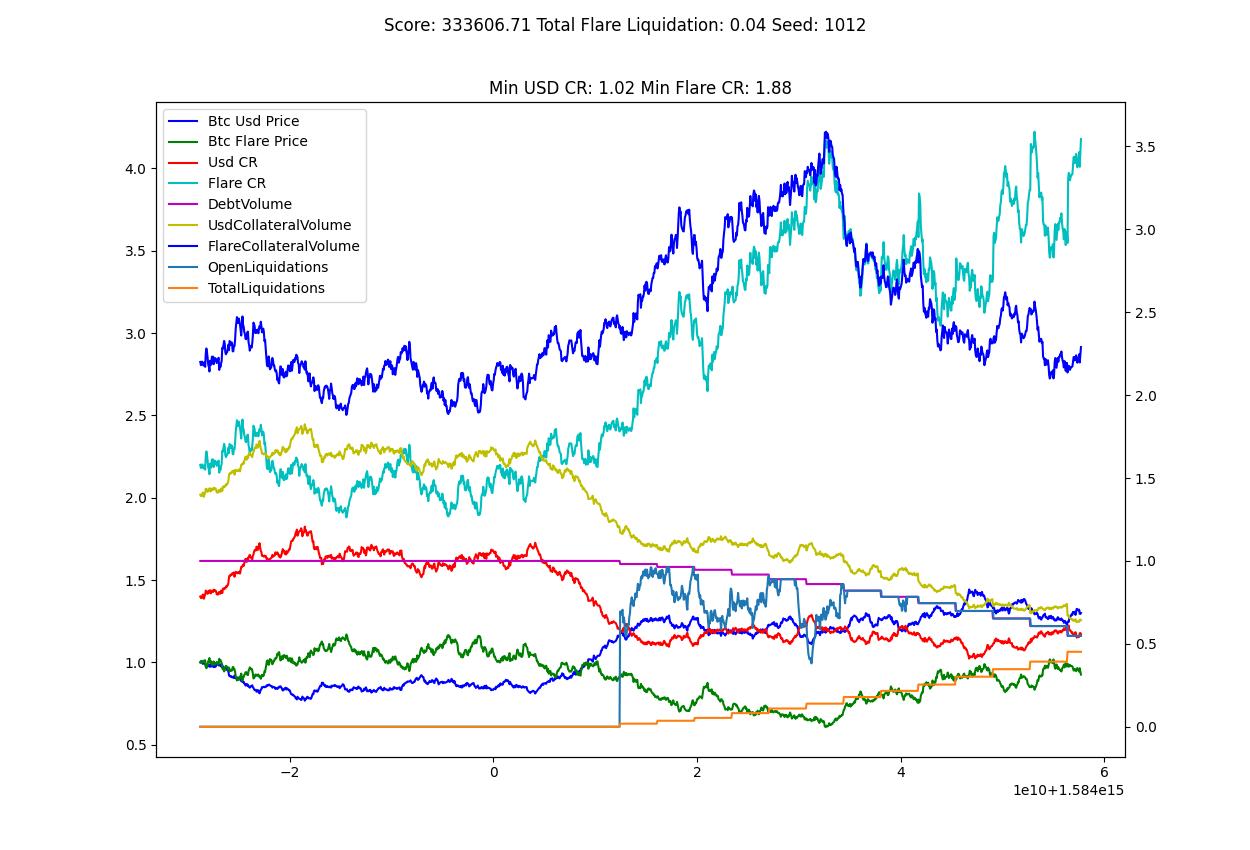 Score: 333606.71 Total Flare Liquidation: 0.04 Seed: 1012
Min USD CR: 1.02 Min Flare CR: 1.88
Btc Usd Price
Btc Flare Price
Usd CR
Flare CR
DebtVolume
UsdCollateralVolume
FlareCollateralVolume
OpenLiquidations
TotalLiquidations
4.0
3.5
3.0
2.5
2.0
1.5
1.0
0.5
3.5
3.0
2.5
2.0
1.5
1.0
0.5
0.0
−2 0 2 4 6
1e10+1.584e15